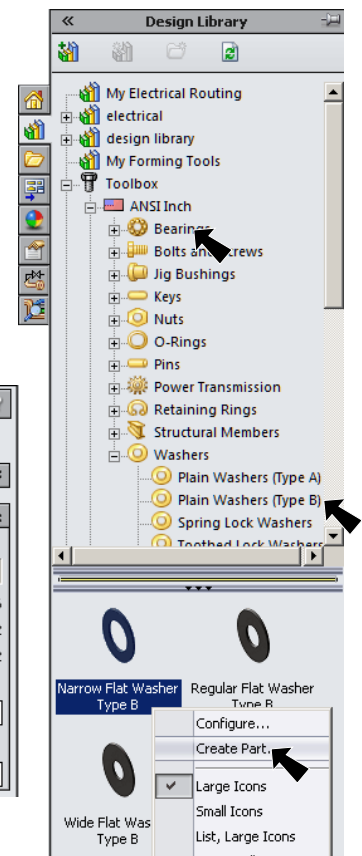 Design Library
My Electrical Routing
electrical
design library
My Forming Tools
Toolbox
ANSI Inch
Bearings
Bolts and Screws
Jig Bushings
Keys
Nuts
O-Rings
Pins
Power Transmission
Retaining Rings
Structural Members
Washers
Plain Washers (Type A)
Plain Washers (Type B)
Spring Lock Washers
Toothed Lock Washers
Narrow Flat Washer
Type B
Regular Flat Washer
Type B
Configure...
Create Part...
Large Icons
Small Icons
List, Large Icons
Wide Flat Was
Type B